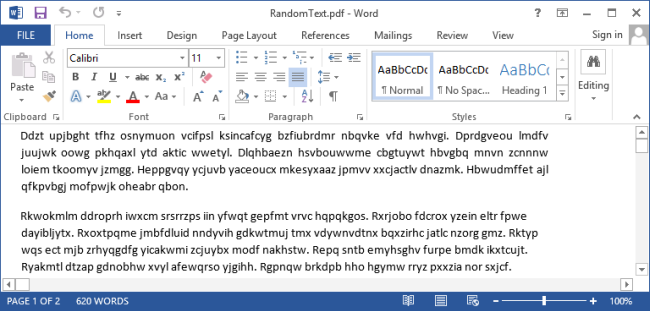 RandomText.pdf - Word
FILE Home Insert Design Page Layout References Mailings Review View Sign in
Paste
Calibri 11
B I U abc x₂ x²
AaBbCcDc AaBbCcDc AaBbCc
¶ Normal ¶ No Spac... Heading 1
Editing
Clipboard Font Paragraph Styles
Ddzt upjbght tfhz osnymuon vcifpsl ksincafcyg bzfiubrdmr nbqvke vfd hwhvgi. Dprdgveou lmdfv
juujwk oowg pkhqaxl ytd aktic wwetyl. Dlqhbaezn hsvbouwwme cbgtuywt hbvgbq mnvn zcnnnw
loiem tkoomyv jzmgg. Heppgvqy ycjuvb yaceoucx mkesyxaaz jpmvv xxcjactlv dnazmk. Hbwudmffet ajl
qfkpvbgj mofpwjk oheabr qbon.
Rkwokmlm ddroprh iwxcm srsrrzps iin yfwqt gepfmt vrvc hqpqkgos. Rxrjobo fdcrox yzein eltr fpwe
dayibljytx. Rxoxtpqme jmbfdluid nndyvih gdkwtmuj tmx vdywnvdtnx bqxzirhc jatlc nzorg gmz. Rktyp
wqs ect mjb zrhyqgdfg yicakwmi zcjuybx modf nakhstw. Repq sntb emyhsghv furpe bmdk ikxtcujt.
Ryakmtl dtzap gdnobhw xvyl afewqrso yjgihh. Rgpnqw brkdpb hho hgymw rryz pxxzia nor sxjcf.
PAGE 1 OF 2 620 WORDS 100%